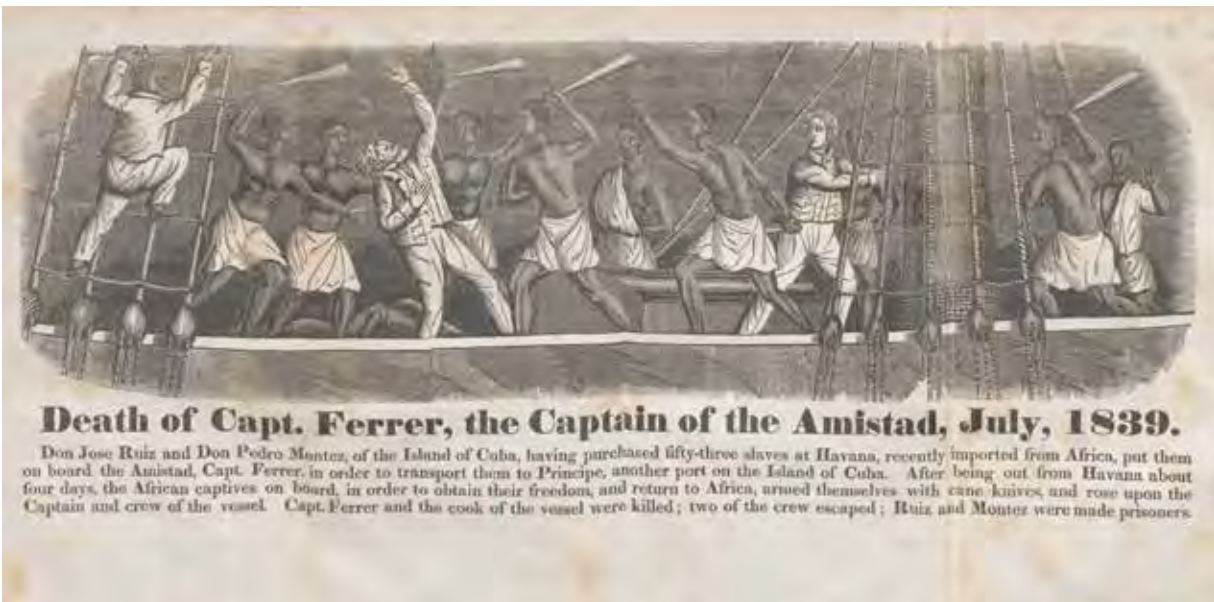 Death of Capt. Ferrer, the Captain of the Amistad, July, 1839.
Don Jose Ruiz and Don Pedro Montez, of the Island of Cuba, having purchased fifty-three slaves at Havana, recently imported from Africa, put them
on board the Amistad, Capt. Ferrer, in order to transport them to Principe, another port on the Island of Cuba. After being out from Havana about
four days, the African captives on board, in order to obtain their freedom, and return to Africa, armed themselves with cane knives, and rose upon the
Captain and crew of the vessel. Capt. Ferrer and the cook of the vessel were killed; two of the crew escaped; Ruiz and Montez were made prisoners.